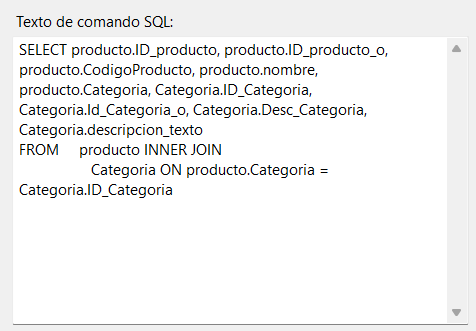 Texto de comando SQL:
SELECT producto.ID_producto, producto.ID_producto_o,
producto.CodigoProducto, producto.nombre,
producto.Categoria, Categoria.ID_Categoria,
Categoria.Id_Categoria_o, Categoria.Desc_Categoria,
Categoria.descripcion_texto
FROM producto INNER JOIN
Categoria ON producto.Categoria =
Categoria.ID_Categoria